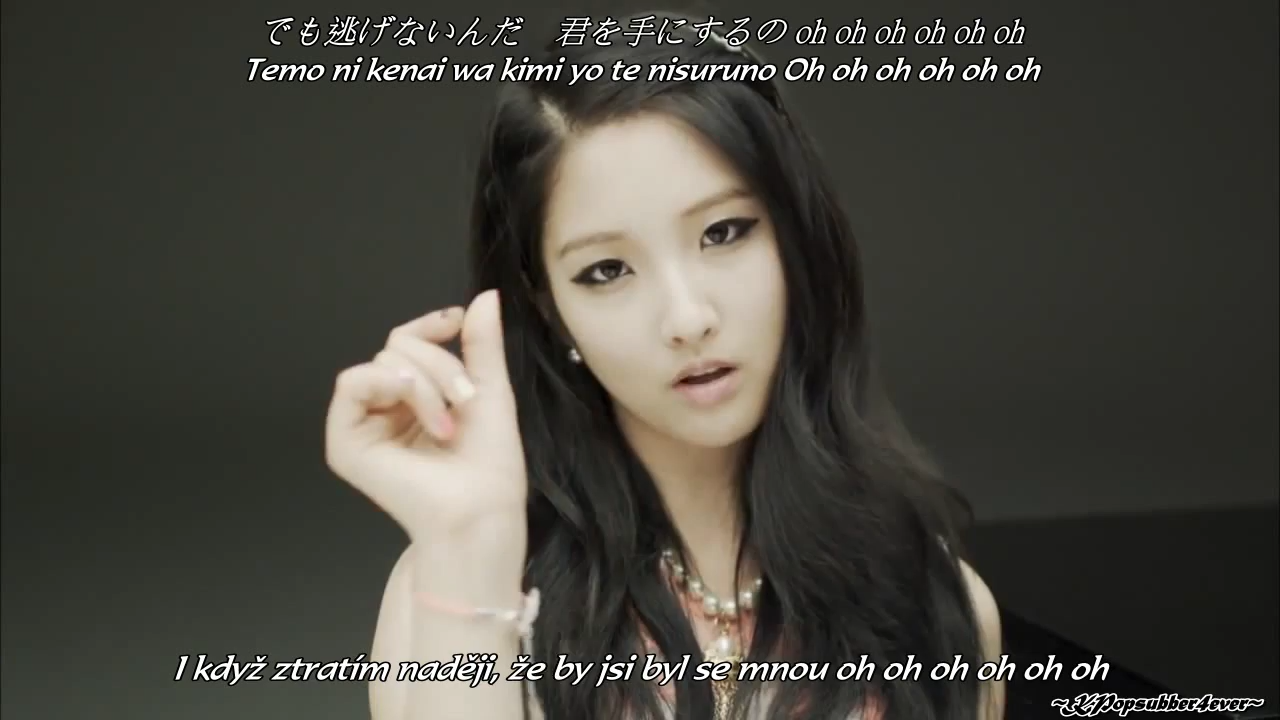 でも逃げないんだ　君を手にするの oh oh oh oh oh oh
Temo ni kenai wa kimi yo te nisuruno Oh oh oh oh oh oh
I když ztratím naději, že by jsi byl se mnou oh oh oh oh oh oh
~KPopsubber4ever~